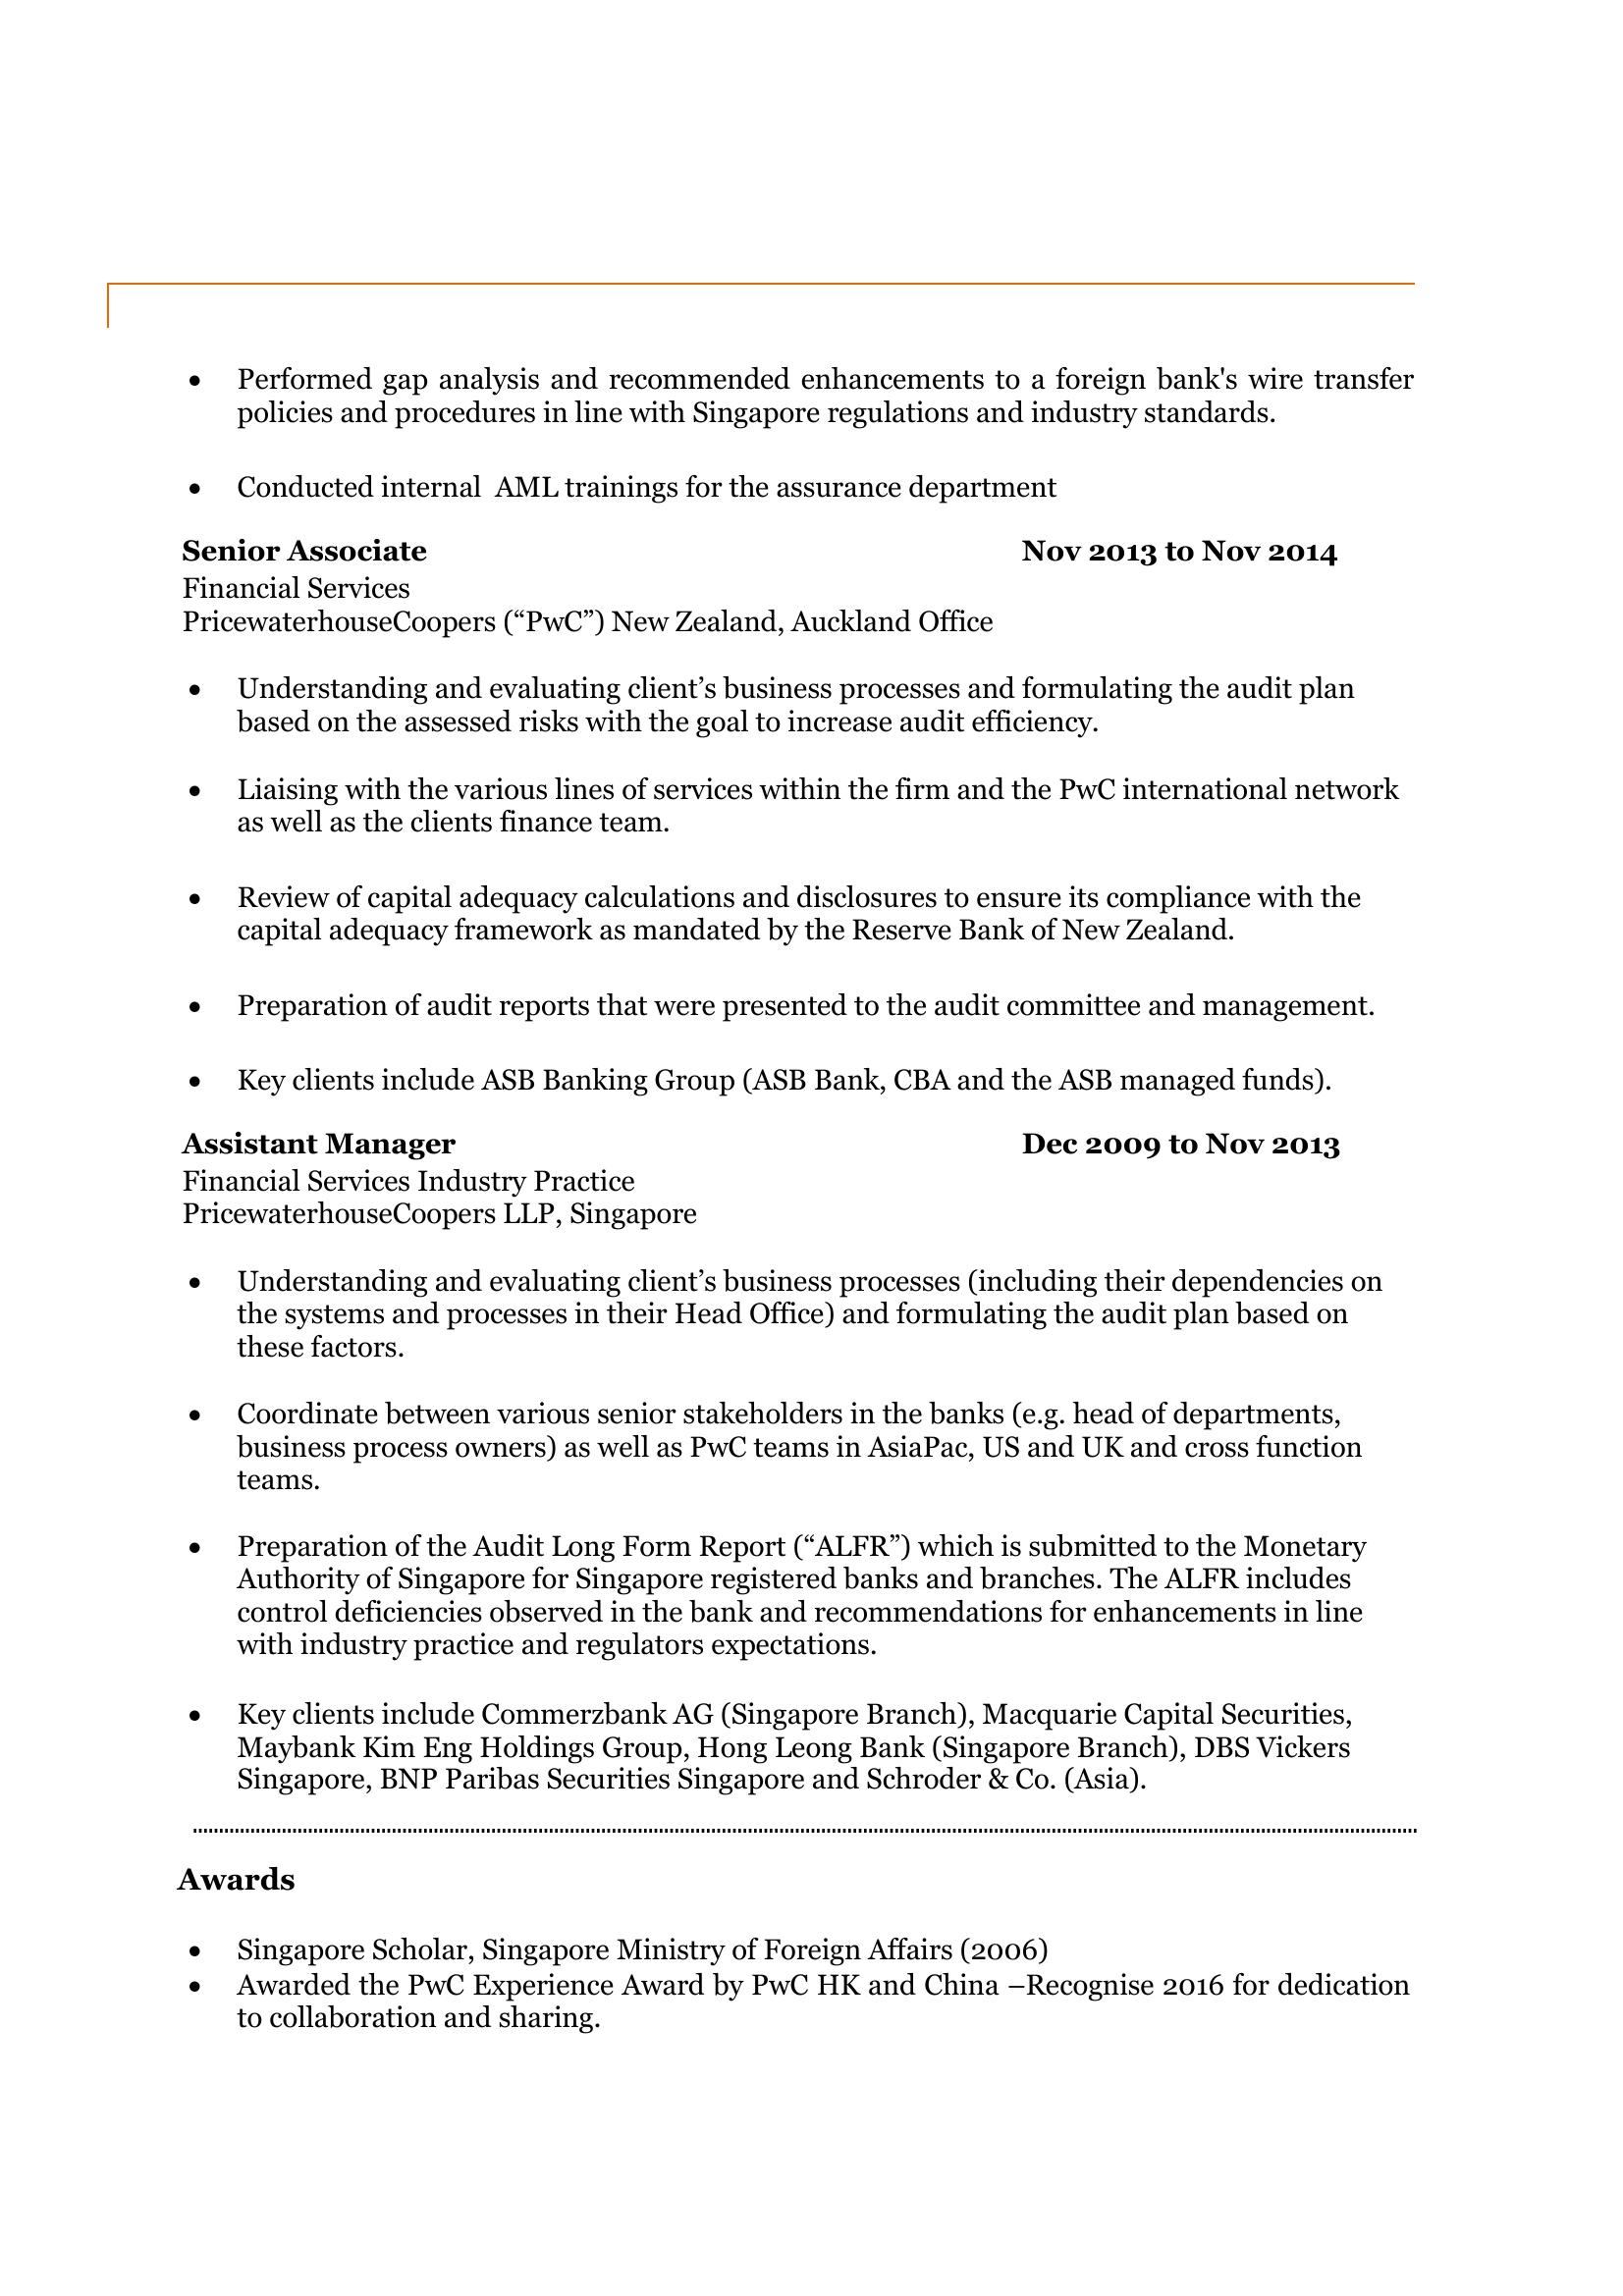 • Performed gap analysis and recommended enhancements to a foreign bank's wire transfer
policies and procedures in line with Singapore regulations and industry standards.
• Conducted internal  AML trainings for the assurance department
Senior Associate Nov 2013 to Nov 2014
Financial Services
PricewaterhouseCoopers (“PwC”) New Zealand, Auckland Office
• Understanding and evaluating client’s business processes and formulating the audit plan
based on the assessed risks with the goal to increase audit efficiency.
• Liaising with the various lines of services within the firm and the PwC international network
as well as the clients finance team.
• Review of capital adequacy calculations and disclosures to ensure its compliance with the
capital adequacy framework as mandated by the Reserve Bank of New Zealand.
• Preparation of audit reports that were presented to the audit committee and management.
• Key clients include ASB Banking Group (ASB Bank, CBA and the ASB managed funds).
Assistant Manager Dec 2009 to Nov 2013
Financial Services Industry Practice
PricewaterhouseCoopers LLP, Singapore
• Understanding and evaluating client’s business processes (including their dependencies on
the systems and processes in their Head Office) and formulating the audit plan based on
these factors.
• Coordinate between various senior stakeholders in the banks (e.g. head of departments,
business process owners) as well as PwC teams in AsiaPac, US and UK and cross function
teams.
• Preparation of the Audit Long Form Report (“ALFR”) which is submitted to the Monetary
Authority of Singapore for Singapore registered banks and branches. The ALFR includes
control deficiencies observed in the bank and recommendations for enhancements in line
with industry practice and regulators expectations.
• Key clients include Commerzbank AG (Singapore Branch), Macquarie Capital Securities,
Maybank Kim Eng Holdings Group, Hong Leong Bank (Singapore Branch), DBS Vickers
Singapore, BNP Paribas Securities Singapore and Schroder & Co. (Asia).
Awards
• Singapore Scholar, Singapore Ministry of Foreign Affairs (2006)
• Awarded the PwC Experience Award by PwC HK and China –Recognise 2016 for dedication
to collaboration and sharing.